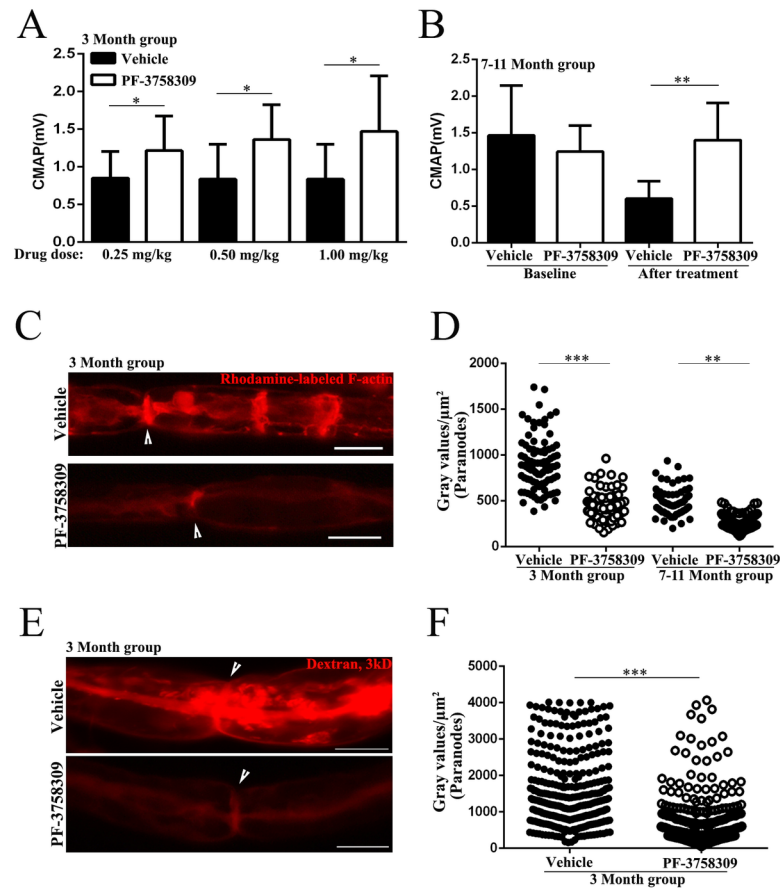 A
3 Month group
Vehicle
PF-3758309
CMAP(mV)
2.5
2.0
1.5
1.0
0.5
0.0
*
*
*
Drug dose: 0.25 mg/kg 0.50 mg/kg 1.00 mg/kg
B
7-11 Month group
CMAP(mV)
2.5
2.0
1.5
1.0
0.5
0.0
**
Vehicle PF-3758309 Vehicle PF-3758309
Baseline After treatment
C
3 Month group
Vehicle
Rhodamine-labeled F-actin
PF-3758309
D
Gray values/µm²
(Paranodes)
2000
1500
1000
500
0
***
**
Vehicle PF-3758309 Vehicle PF-3758309
3 Month group 7-11 Month group
E
3 Month group
Vehicle
Dextran, 3kD
PF-3758309
F
Gray values/µm²
(Paranodes)
5000
4000
3000
2000
1000
0
***
Vehicle PF-3758309
3 Month group